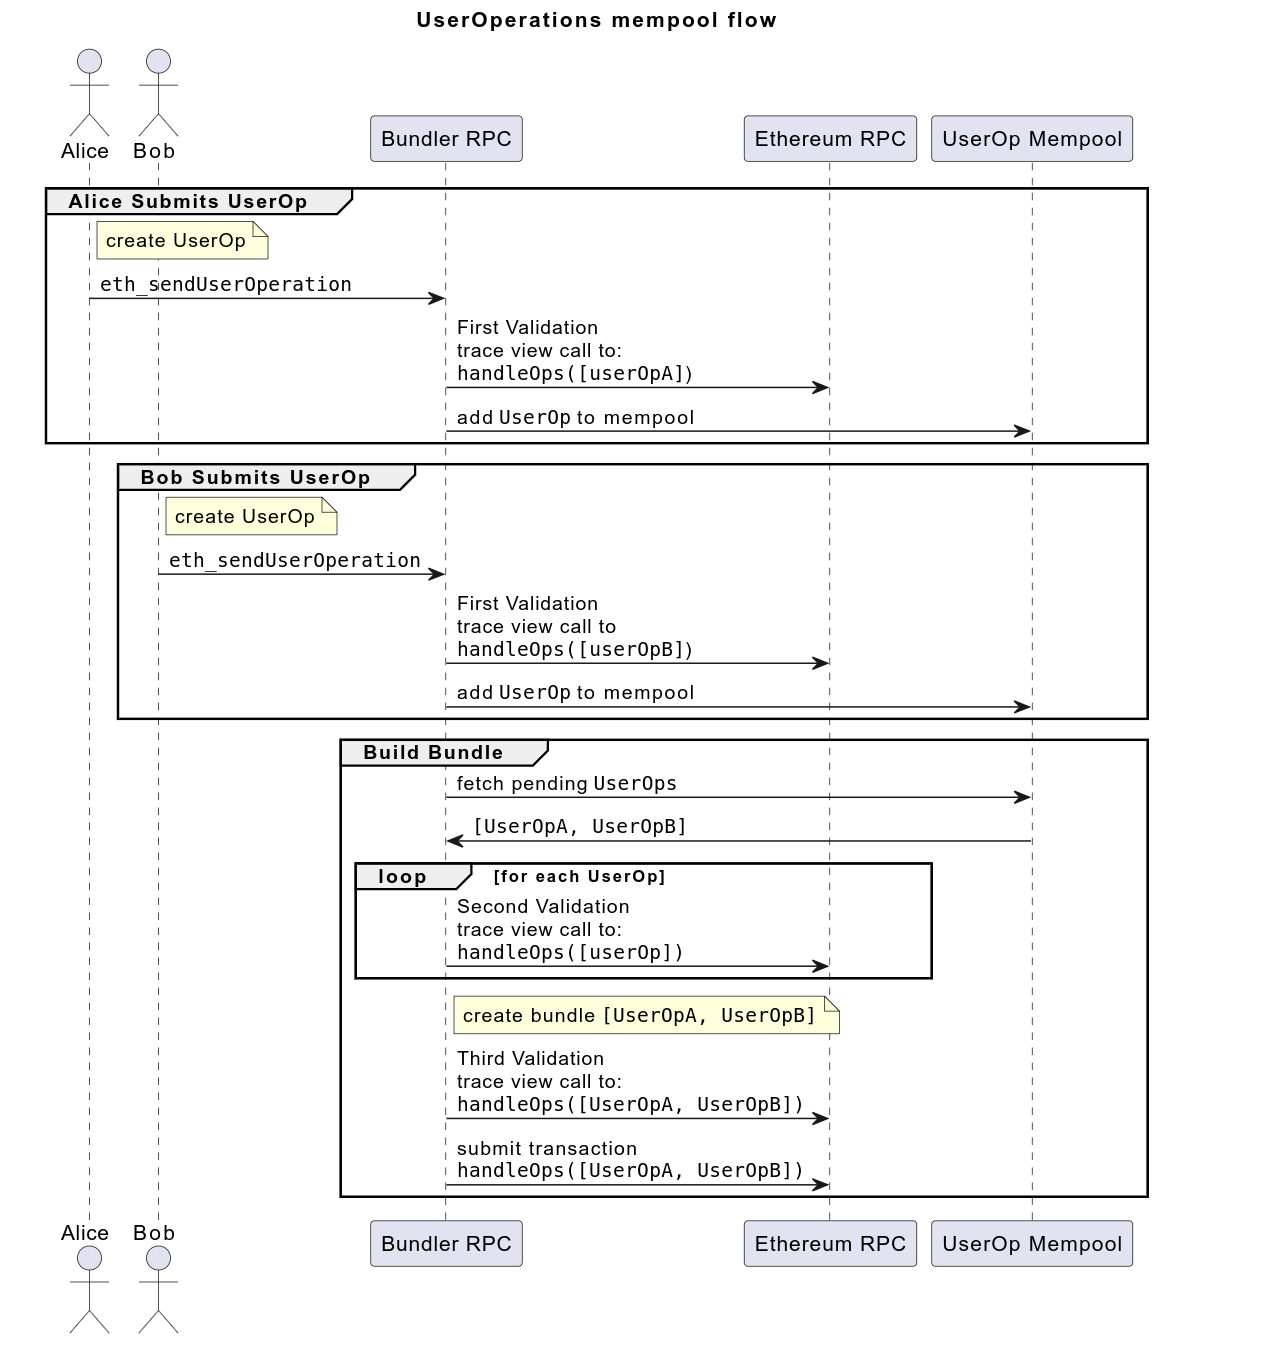 UserOperations mempool flow
Alice
Bob
Bundler RPC
Ethereum RPC
UserOp Mempool
Alice Submits UserOp
create UserOp
eth_sendUserOperation
First Validation
trace view call to:
handleOps([userOpA])
add UserOp to mempool
Bob Submits UserOp
create UserOp
eth_sendUserOperation
First Validation
trace view call to
handleOps([userOpB])
add UserOp to mempool
Build Bundle
fetch pending UserOps
[UserOpA, UserOpB]
loop
[for each UserOp]
Second Validation
trace view call to:
handleOps([userOp])
create bundle [UserOpA, UserOpB]
Third Validation
trace view call to:
handleOps([UserOpA, UserOpB])
submit transaction
handleOps([UserOpA, UserOpB])
Alice
Bob
Bundler RPC
Ethereum RPC
UserOp Mempool